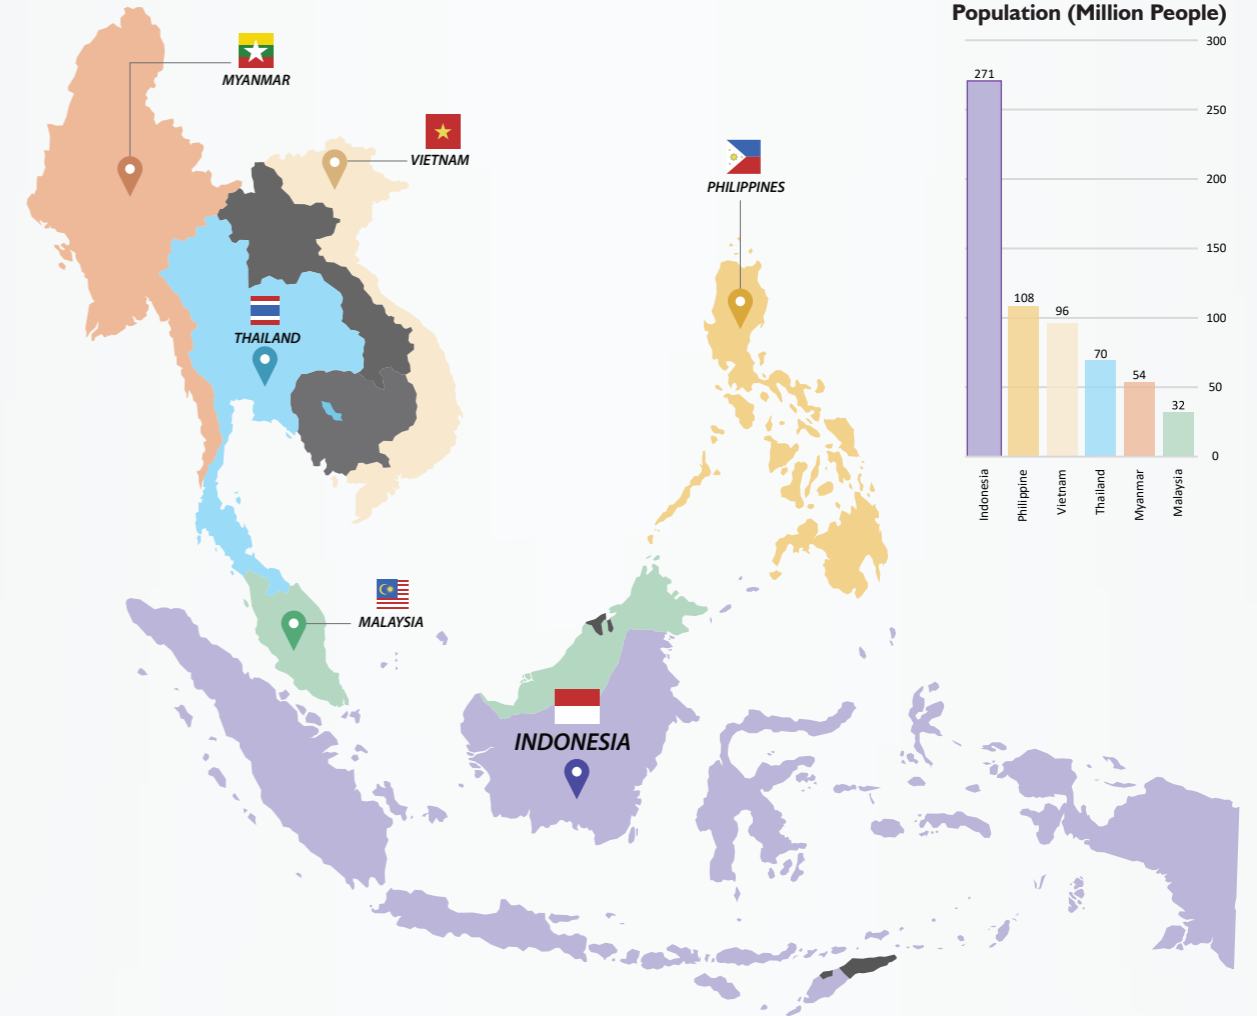 Population (Million People)
300
271
250
200
150
108
100
96
70
54
50
32
0
Indonesia
Philippine
Vietnam
Thailand
Myanmar
Malaysia
MYANMAR
VIETNAM
PHILIPPINES
THAILAND
MALAYSIA
INDONESIA